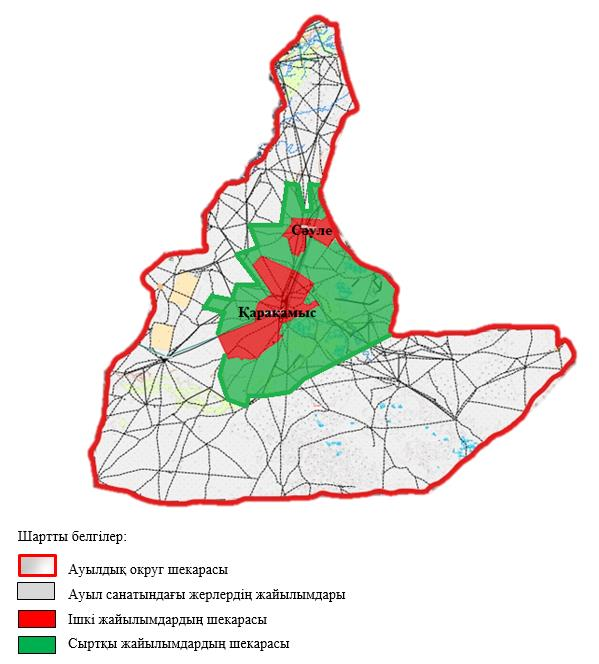 Сәуле
Қарақамыс
Шартты белгілер:
Ауылдық округ шекарасы
Ауыл санатындағы жерлердің жайылымдары
Ішкі жайылымдардың шекарасы
Сыртқы жайылымдардың шекарасы